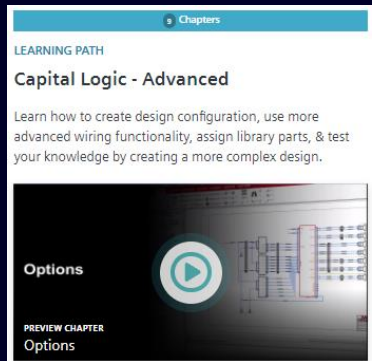 9 Chapters
LEARNING PATH
Capital Logic - Advanced
Learn how to create design configuration, use more
advanced wiring functionality, assign library parts, & test
your knowledge by creating a more complex design.
Options
PREVIEW CHAPTER
Options